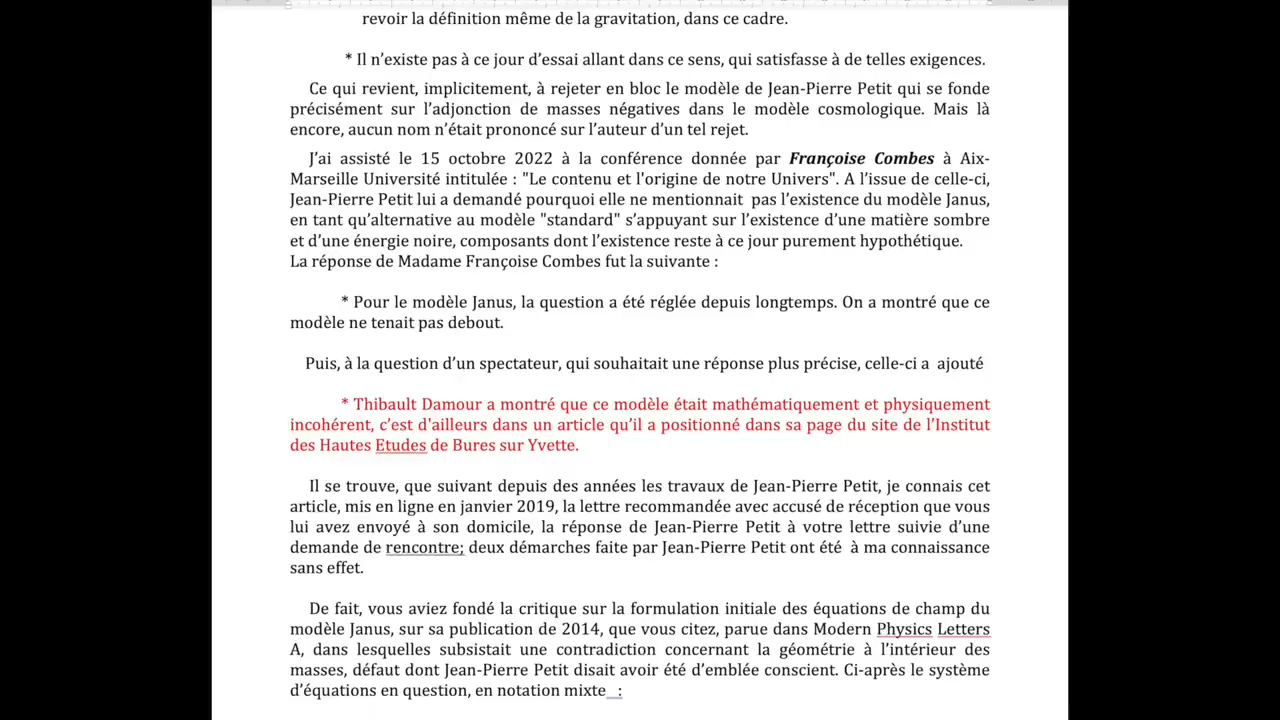 revoir la définition même de la gravitation, dans ce cadre.
* Il n’existe pas à ce jour d’essai allant dans ce sens, qui satisfasse à de telles exigences.
Ce qui revient, implicitement, à rejeter en bloc le modèle de Jean-Pierre Petit qui se fonde
précisément sur l’adjonction de masses négatives dans le modèle cosmologique. Mais là
encore, aucun nom n’était prononcé sur l’auteur d’un tel rejet.
J’ai assisté le 15 octobre 2022 à la conférence donnée par Françoise Combes à Aix-
Marseille Université intitulée : "Le contenu et l'origine de notre Univers". A l’issue de celle-ci,
Jean-Pierre Petit lui a demandé pourquoi elle ne mentionnait pas l’existence du modèle Janus,
en tant qu’alternative au modèle "standard" s’appuyant sur l’existence d’une matière sombre
et d’une énergie noire, composants dont l’existence reste à ce jour purement hypothétique.
La réponse de Madame Françoise Combes fut la suivante :
* Pour le modèle Janus, la question a été réglée depuis longtemps. On a montré que ce
modèle ne tenait pas debout.
Puis, à la question d’un spectateur, qui souhaitait une réponse plus précise, celle-ci a ajouté
* Thibault Damour a montré que ce modèle était mathématiquement et physiquement
incohérent, c’est d'ailleurs dans un article qu’il a positionné dans sa page du site de l’Institut
des Hautes Etudes de Bures sur Yvette.
Il se trouve, que suivant depuis des années les travaux de Jean-Pierre Petit, je connais cet
article, mis en ligne en janvier 2019, la lettre recommandée avec accusé de réception que vous
lui avez envoyé à son domicile, la réponse de Jean-Pierre Petit à votre lettre suivie d’une
demande de rencontre; deux démarches faite par Jean-Pierre Petit ont été à ma connaissance
sans effet.
De fait, vous aviez fondé la critique sur la formulation initiale des équations de champ du
modèle Janus, sur sa publication de 2014, que vous citez, parue dans Modern Physics Letters
A, dans lesquelles subsistait une contradiction concernant la géométrie à l’intérieur des
masses, défaut dont Jean-Pierre Petit disait avoir été d’emblée conscient. Ci-après le système
d’équations en question, en notation mixte :